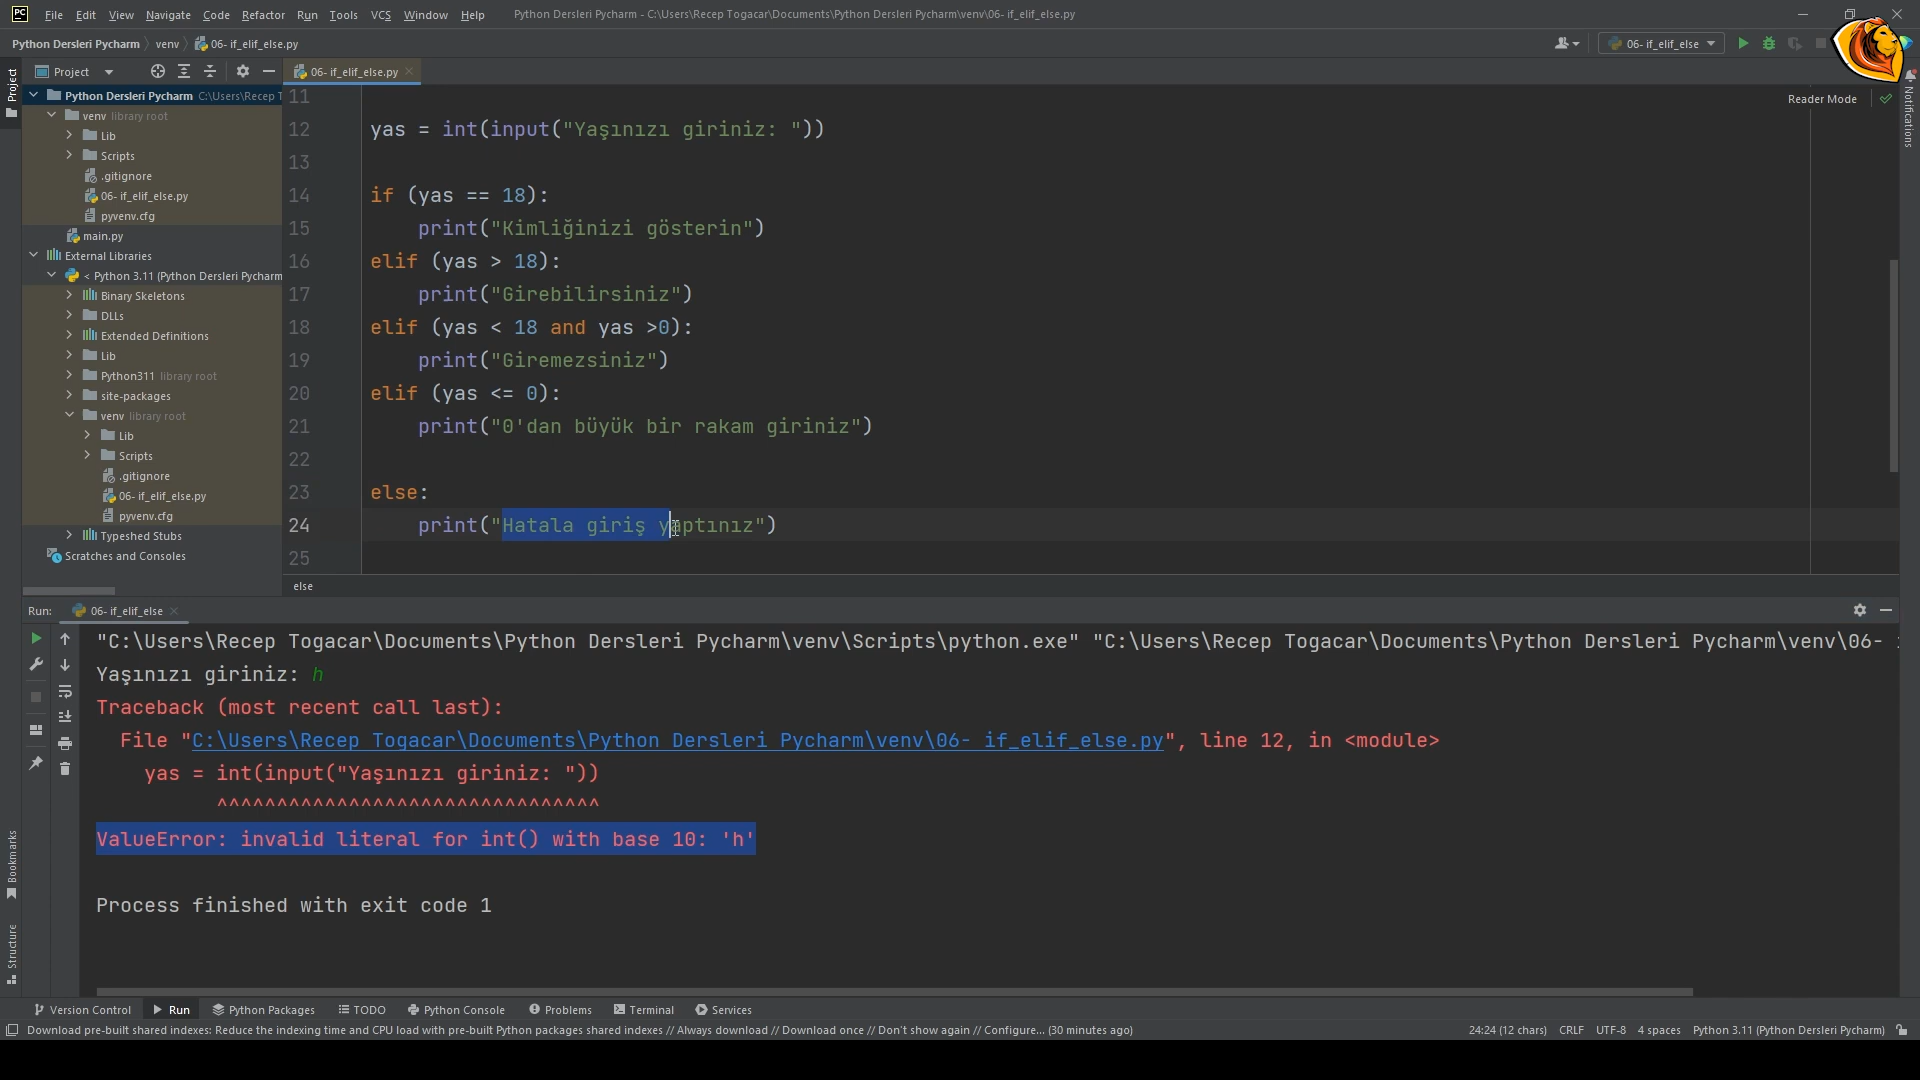 PC File Edit View Navigate Code Refactor Run Tools VCS Window Help Python Dersleri Pycharm - C:\Users\Recep Togacar\Documents\Python Dersleri Pycharm\venv\06- if_elif_else.py
Python Dersleri Pycharm venv 06- if_elif_else.py 06- if_elif_else
Project 06- if_elif_else.py
Project
Python Dersleri Pycharm C:\Users\Recep T
venv library root
Lib
Scripts
.gitignore
06- if_elif_else.py
pyvenv.cfg
main.py
External Libraries
< Python 3.11 (Python Dersleri Pycharm
Binary Skeletons
DLLs
Extended Definitions
Lib
Python311 library root
site-packages
venv library root
Lib
Scripts
.gitignore
06- if_elif_else.py
pyvenv.cfg
Typeshed Stubs
Scratches and Consoles
Reader Mode
Notifications
11
12 yas = int(input("Yaşınızı giriniz: "))
13
14 if (yas == 18):
15 print("Kimliğinizi gösterin")
16 elif (yas > 18):
17 print("Girebilirsiniz")
18 elif (yas < 18 and yas >0):
19 print("Giremezsiniz")
20 elif (yas <= 0):
21 print("0'dan büyük bir rakam giriniz")
22
23 else:
24 print("Hatala giriş yaptınız")
25
else
Run: 06- if_elif_else
"C:\Users\Recep Togacar\Documents\Python Dersleri Pycharm\venv\Scripts\python.exe" "C:\Users\Recep Togacar\Documents\Python Dersleri Pycharm\venv\06-
Yaşınızı giriniz: h
Traceback (most recent call last):
File "C:\Users\Recep Togacar\Documents\Python Dersleri Pycharm\venv\06- if_elif_else.py", line 12, in <module>
yas = int(input("Yaşınızı giriniz: "))
^^^^^^^^^^^^^^^^^^^^^^^^^^^^^^^^
ValueError: invalid literal for int() with base 10: 'h'
Process finished with exit code 1
Bookmarks
Structure
Version Control Run Python Packages TODO Python Console Problems Terminal Services
Download pre-built shared indexes: Reduce the indexing time and CPU load with pre-built Python packages shared indexes // Always download // Download once // Don't show again // Configure... (30 minutes ago) 24:24 (12 chars) CRLF UTF-8 4 spaces Python 3.11 (Python Dersleri Pycharm)